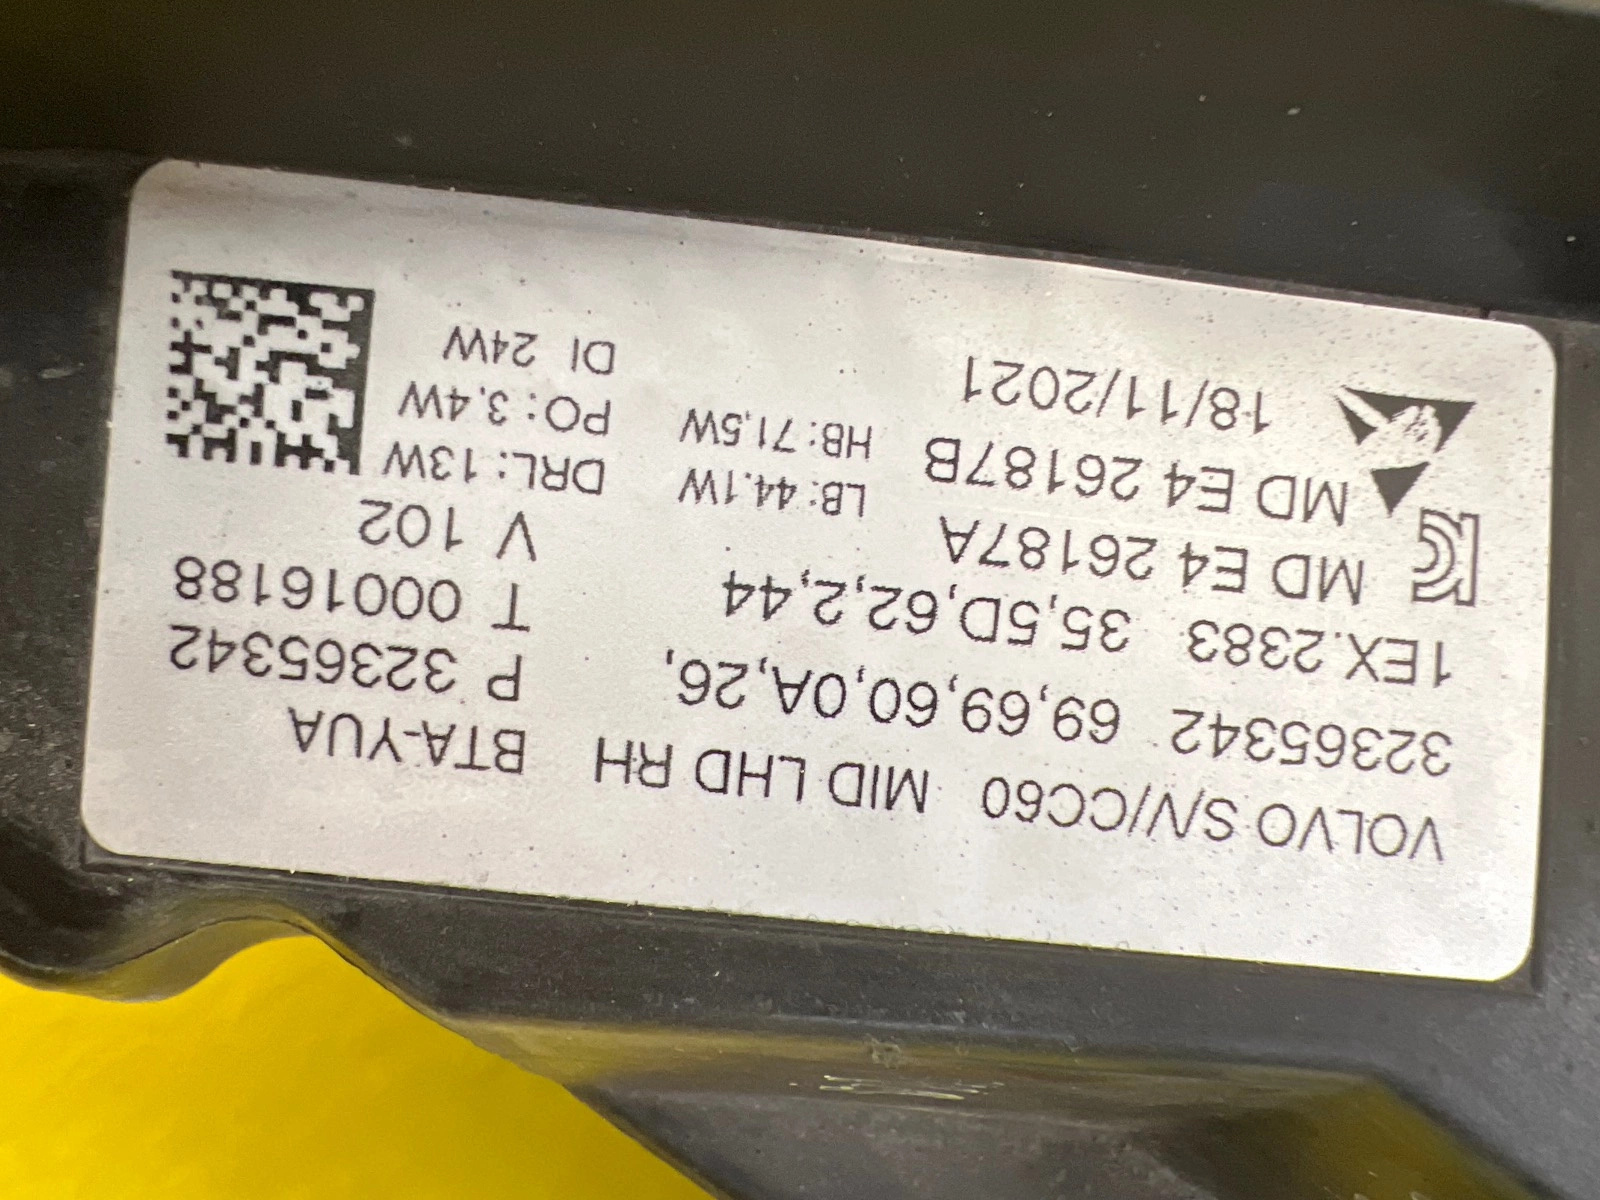 VOLVO S/V/CC60 MID LHD RH BTA-YUA
32365342 69,69,60,0A,26, P 32365342
1EX.2383 35,5D,62,2,44 T 00016188
MD E4 26187A V 102
MD E4 26187B LB:44.1W DRL:13W
HB:71,5W PO:3,4W
18/11/2021 DI 24W